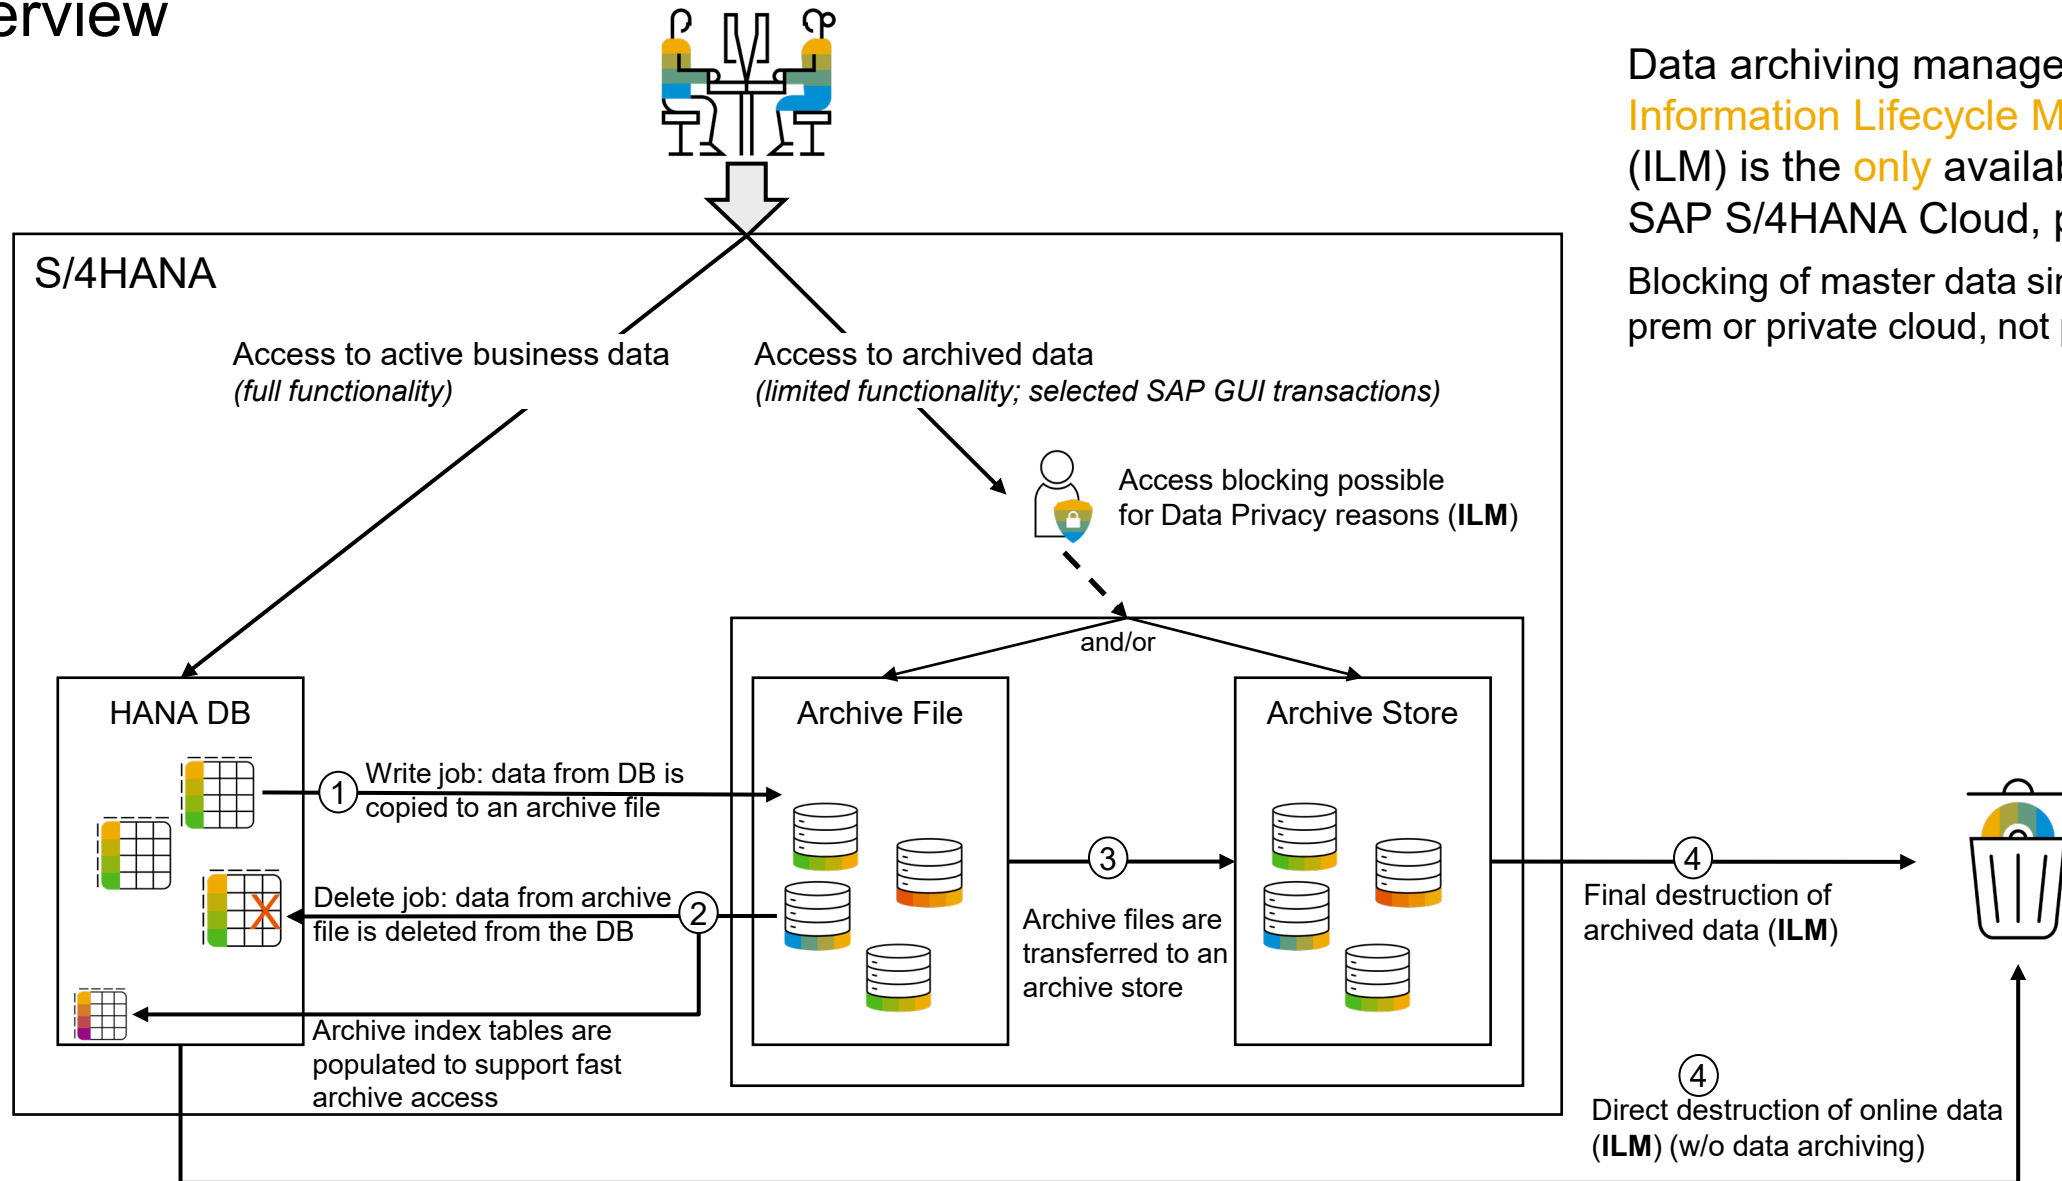 erview
Data archiving manage
Information Lifecycle M
(ILM) is the only availab
SAP S/4HANA Cloud, p
Blocking of master data sin
prem or private cloud, not p
S/4HANA
Access to active business data
(full functionality)
Access to archived data
(limited functionality; selected SAP GUI transactions)
Access blocking possible
for Data Privacy reasons (ILM)
and/or
HANA DB
Archive File
Archive Store
1
Write job: data from DB is
copied to an archive file
2
Delete job: data from archive
file is deleted from the DB
X
Archive index tables are
populated to support fast
archive access
3
Archive files are
transferred to an
archive store
4
Final destruction of
archived data (ILM)
4
Direct destruction of online data
(ILM) (w/o data archiving)